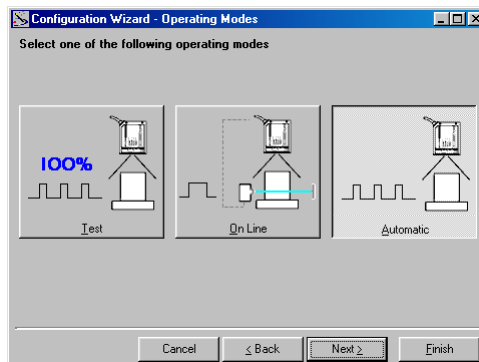 Configuration Wizard - Operating Modes
Select one of the following operating modes
100%
Test
On Line
Automatic
Cancel
< Back
Next >
Finish